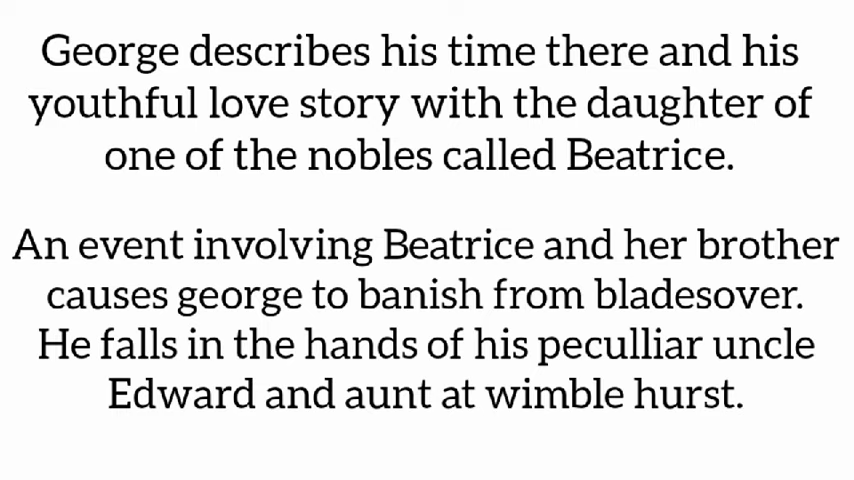 George describes his time there and his
youthful love story with the daughter of
one of the nobles called Beatrice.
An event involving Beatrice and her brother
causes george to banish from bladesover.
He falls in the hands of his peculliar uncle
Edward and aunt at wimble hurst.